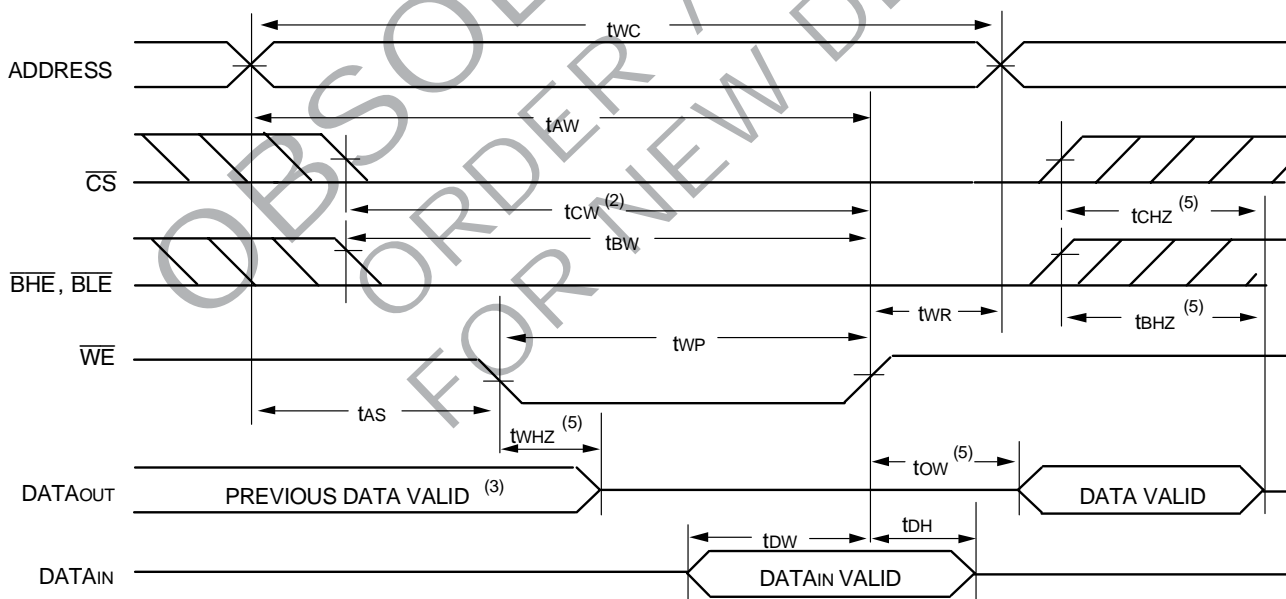 tWC
ADDRESS
tAW
CS
tCW (2)
tCHZ (5)
tBW
BHE, BLE
tWR
tBHZ (5)
tWP
WE
tAS
tWHZ (5)
tOW (5)
DATAOUT
PREVIOUS DATA VALID (3)
DATA VALID
tDW
tDH
DATAIN
DATAIN VALID
ORDER
FOR NEW